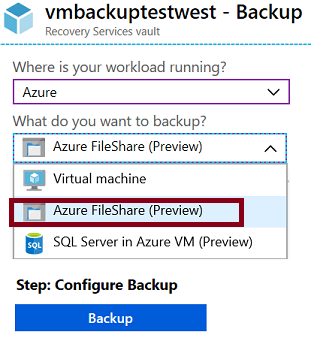 vmbackuptestwest - Backup
Recovery Services vault
Where is your workload running?
Azure
What do you want to backup?
Azure FileShare (Preview)
Virtual machine
Azure FileShare (Preview)
SQL Server in Azure VM (Preview)
Step: Configure Backup
Backup